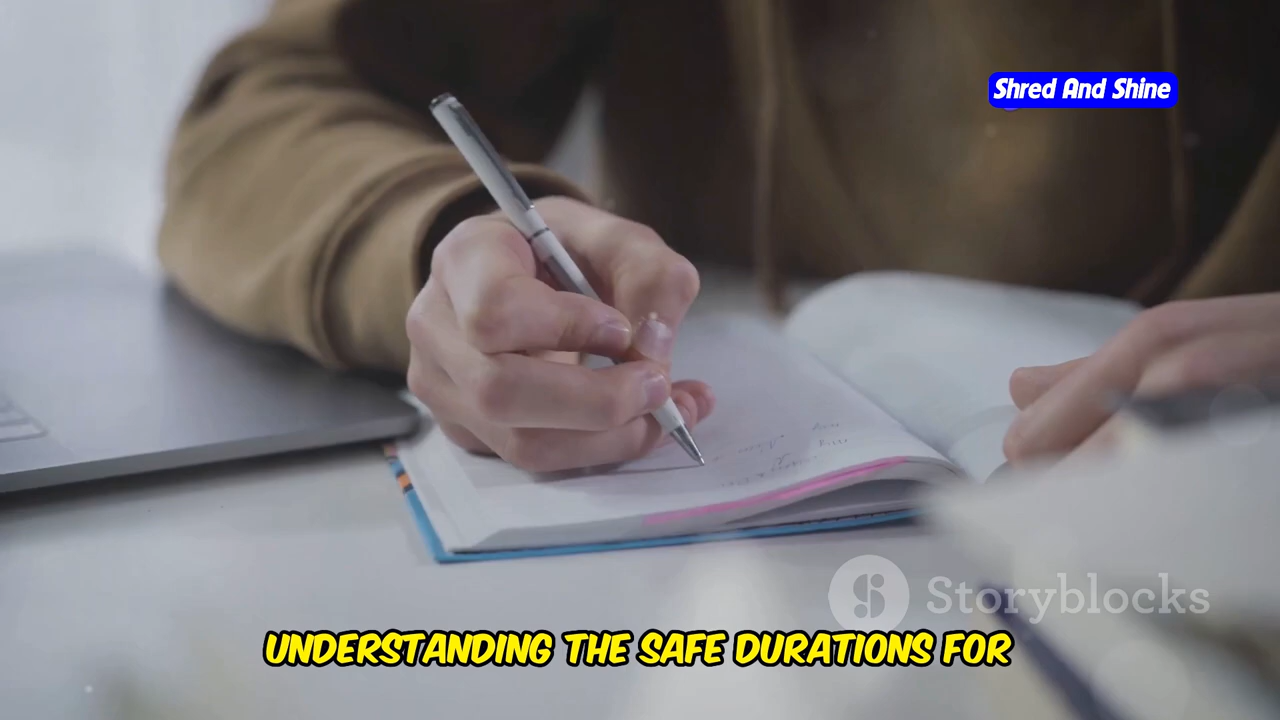 Shred And Shine
Storyblocks
UNDERSTANDING THE SAFE DURATIONS FOR